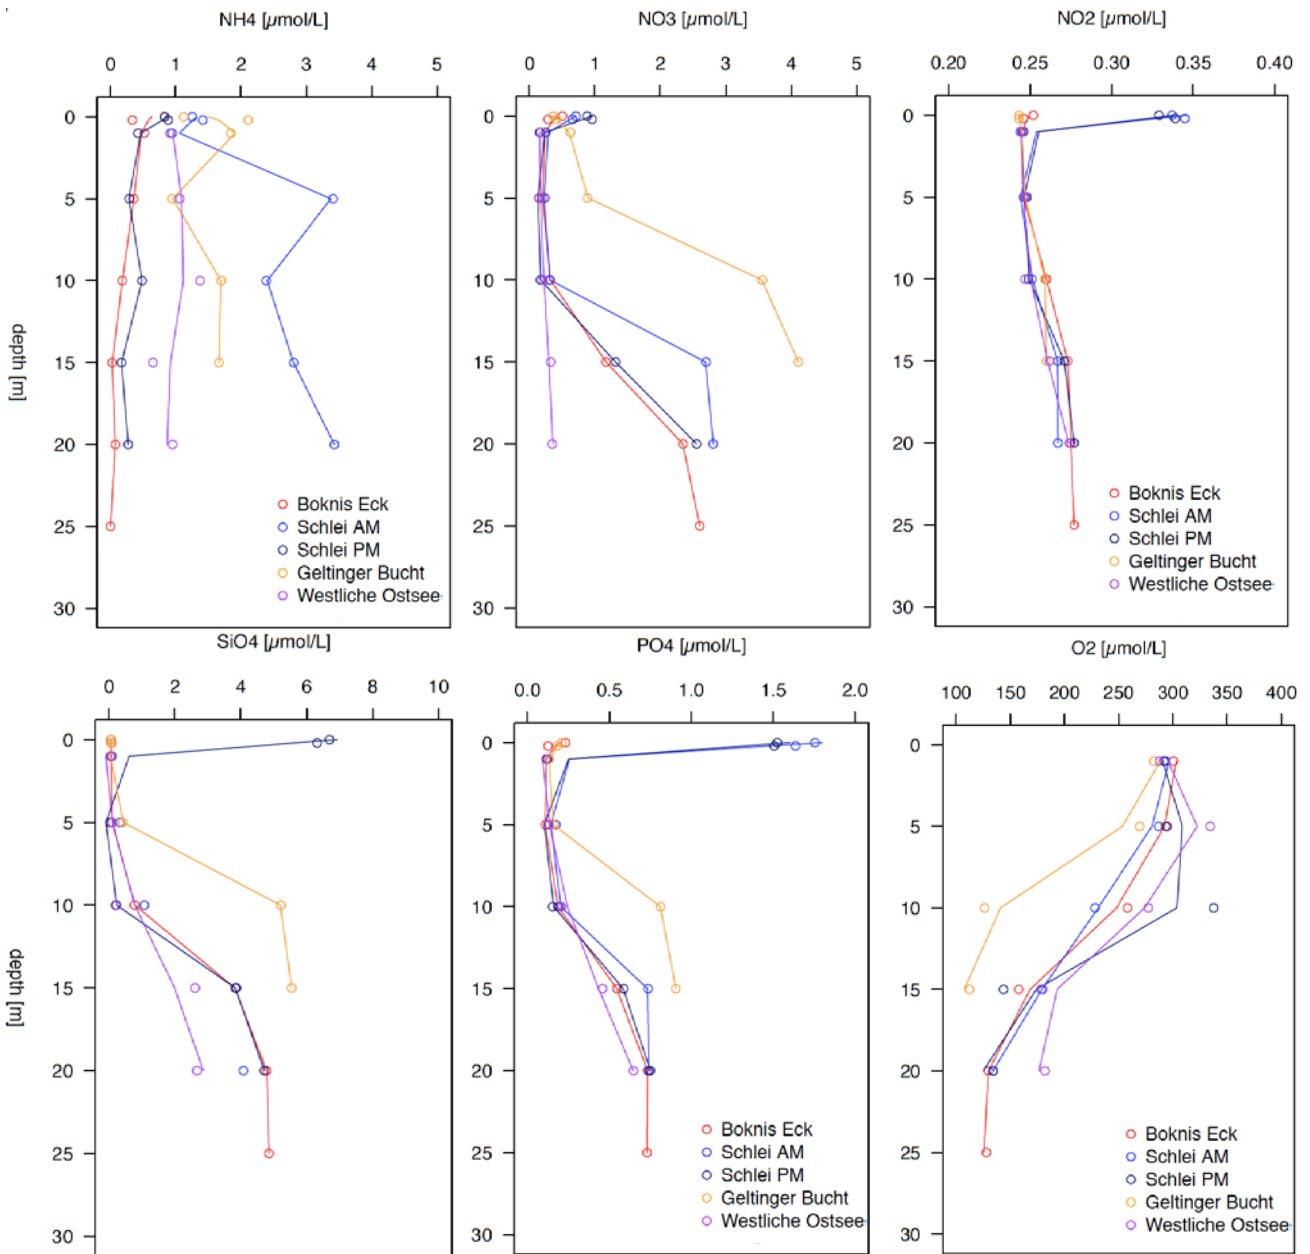 NH4 [µmol/L]
NO3 [µmol/L]
NO2 [µmol/L]
0 1 2 3 4 5
0 1 2 3 4 5
0.20 0.25 0.30 0.35 0.40
0
5
10
15
20
25
30
depth [m]
Boknis Eck
Schlei AM
Schlei PM
Geltinger Bucht
Westliche Ostsee
0
5
10
15
20
25
30
0
5
10
15
20
25
30
Boknis Eck
Schlei AM
Schlei PM
Geltinger Bucht
Westliche Ostsee
SiO4 [µmol/L]
PO4 [µmol/L]
O2 [µmol/L]
0 2 4 6 8 10
0.0 0.5 1.0 1.5 2.0
100 150 200 250 300 350 400
0
5
10
15
20
25
30
depth [m]
0
5
10
15
20
25
30
Boknis Eck
Schlei AM
Schlei PM
Geltinger Bucht
Westliche Ostsee
0
5
10
15
20
25
30
Boknis Eck
Schlei AM
Schlei PM
Geltinger Bucht
Westliche Ostsee